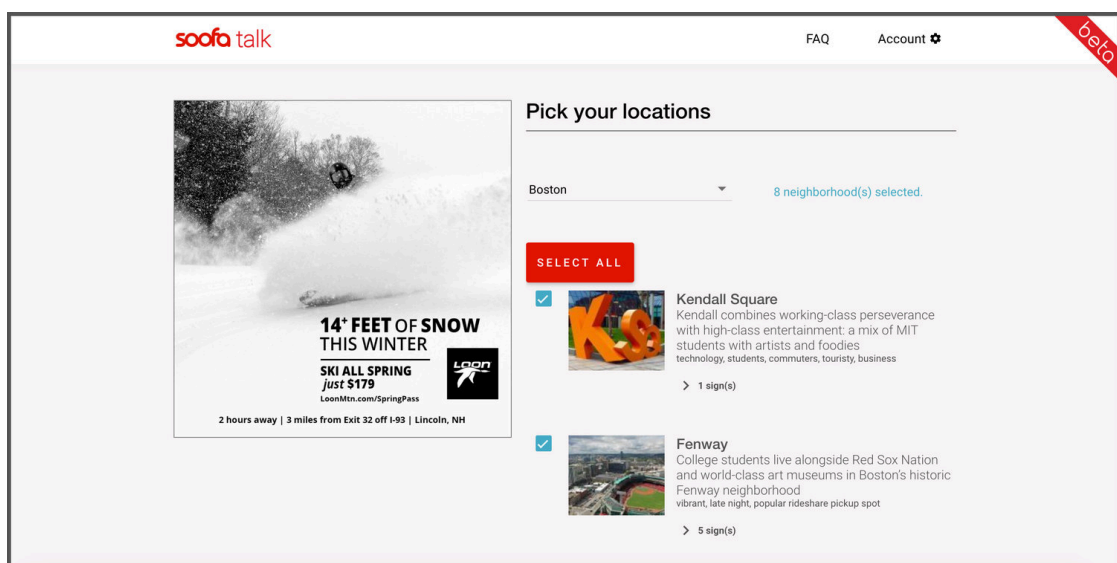 soofa talk
FAQ
Account
beta
14+ FEET OF SNOW
THIS WINTER
SKI ALL SPRING
just $179
LoonMtn.com/SpringPass
LOON
2 hours away | 3 miles from Exit 32 off I-93 | Lincoln, NH
Pick your locations
Boston
8 neighborhood(s) selected.
SELECT ALL
Kendall Square
Kendall combines working-class perseverance
with high-class entertainment: a mix of MIT
students with artists and foodies
technology, students, commuters, touristy, business
1 sign(s)
Fenway
College students live alongside Red Sox Nation
and world-class art museums in Boston's historic
Fenway neighborhood
vibrant, late night, popular rideshare pickup spot
5 sign(s)